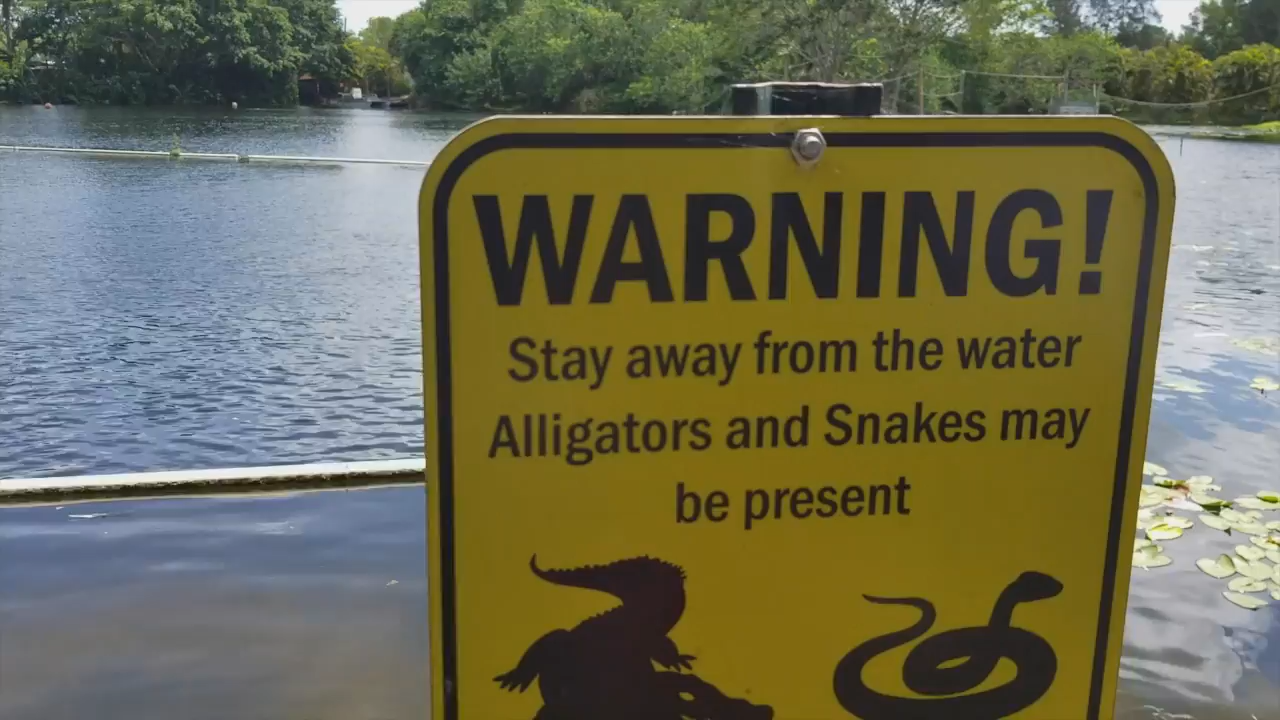 WARNING!
Stay away from the water
Alligators and Snakes may
be present